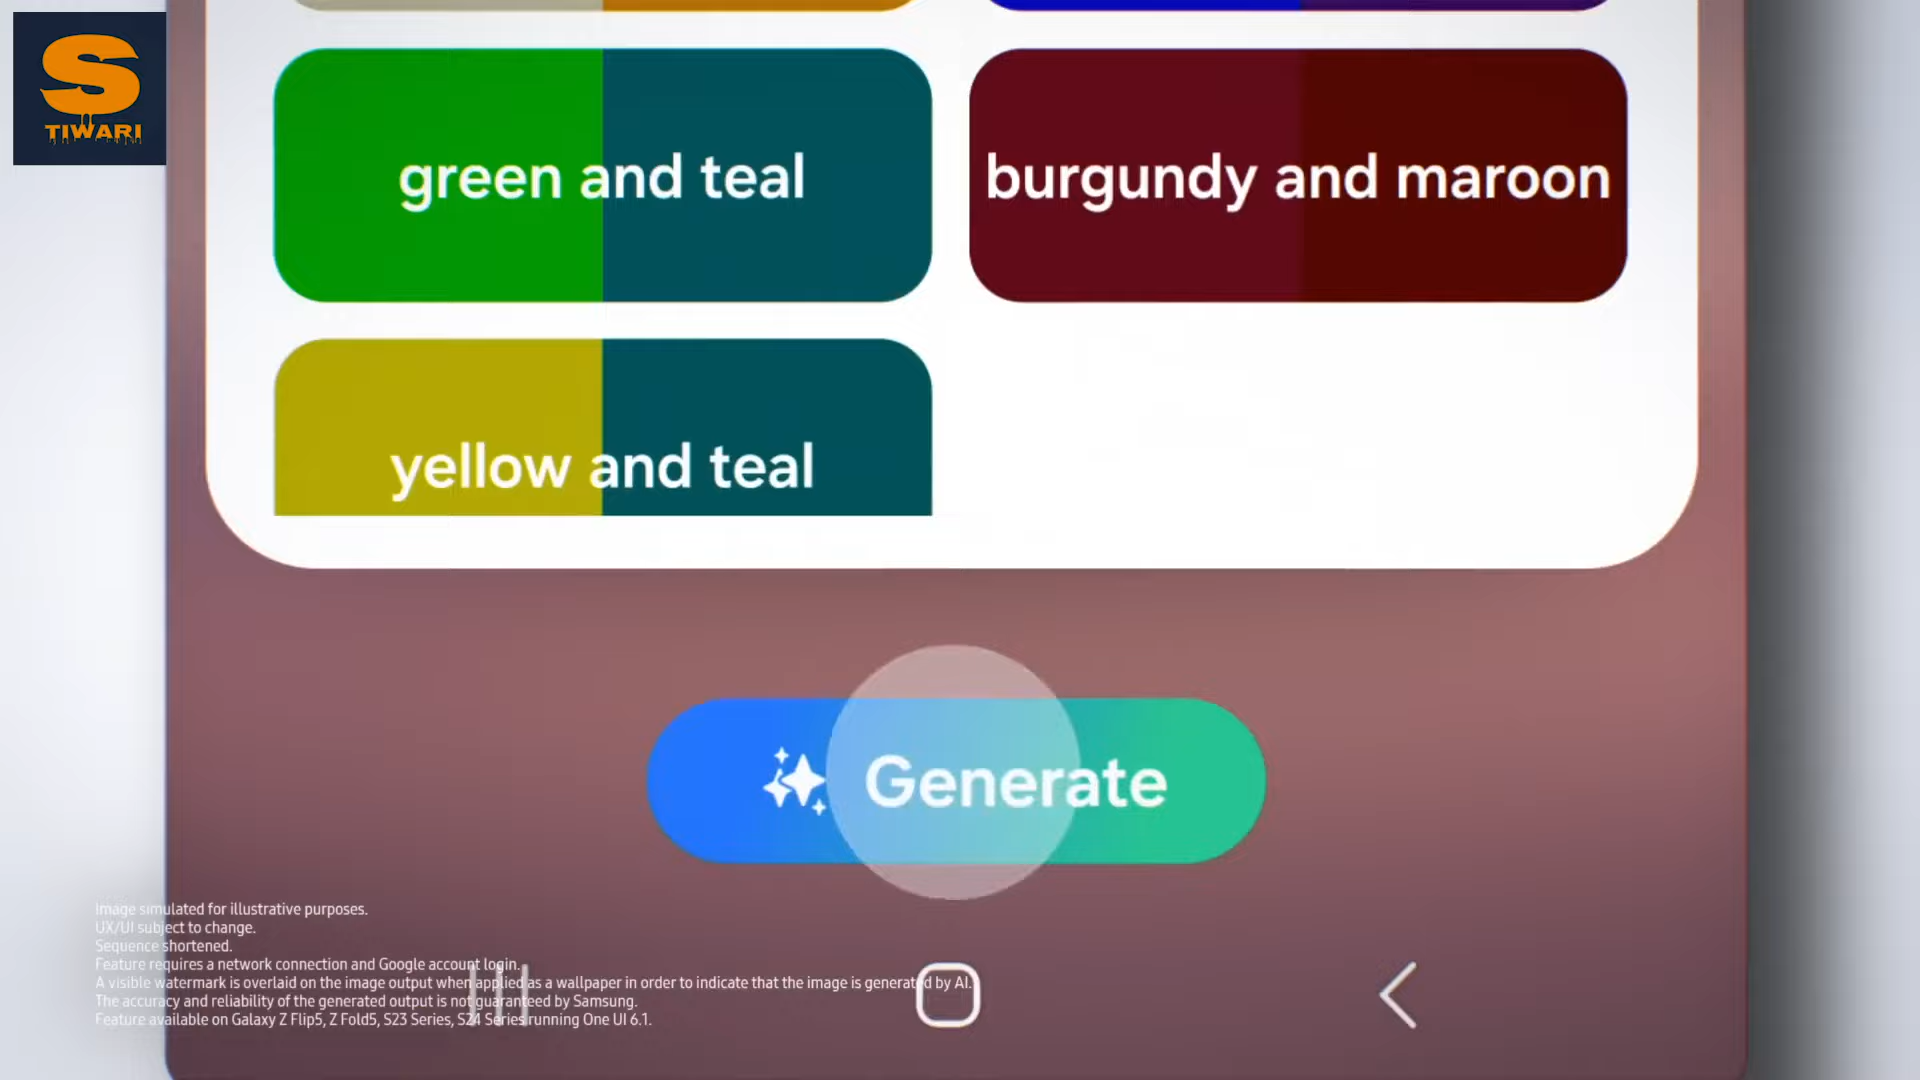 S
TIWARI
green and teal
burgundy and maroon
yellow and teal
Generate
Image simulated for illustrative purposes.
UX/UI subject to change.
Sequence shortened.
Feature requires a network connection and Google account login.
A visible watermark is overlaid on the image output when applied as a wallpaper in order to indicate that the image is generated by AI.
The accuracy and reliability of the generated output is not guaranteed by Samsung.
Feature available on Galaxy Z Flip5, Z Fold5, S23 Series, S24 Series running One UI 6.1.